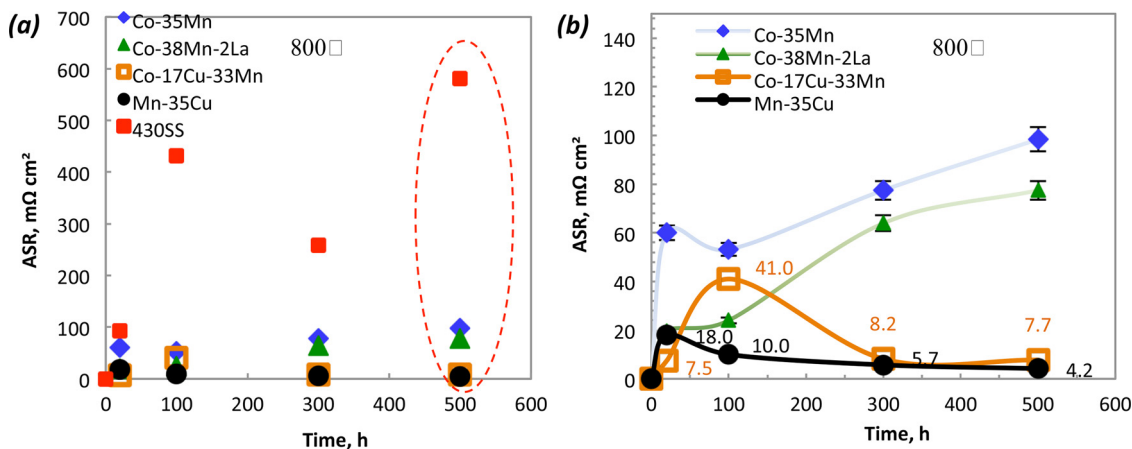 (a)
700
600
500
400
300
200
100
0
ASR, mΩ cm²
Co-35Mn
Co-38Mn-2La
Co-17Cu-33Mn
Mn-35Cu
430SS
800□
0 100 200 300 400 500 600
Time, h
(b)
140
120
100
80
60
40
20
0
ASR, mΩ cm²
Co-35Mn
Co-38Mn-2La
Co-17Cu-33Mn
Mn-35Cu
800□
41.0
18.0
10.0
7.5
8.2
5.7
7.7
4.2
0 100 200 300 400 500 600
Time, h